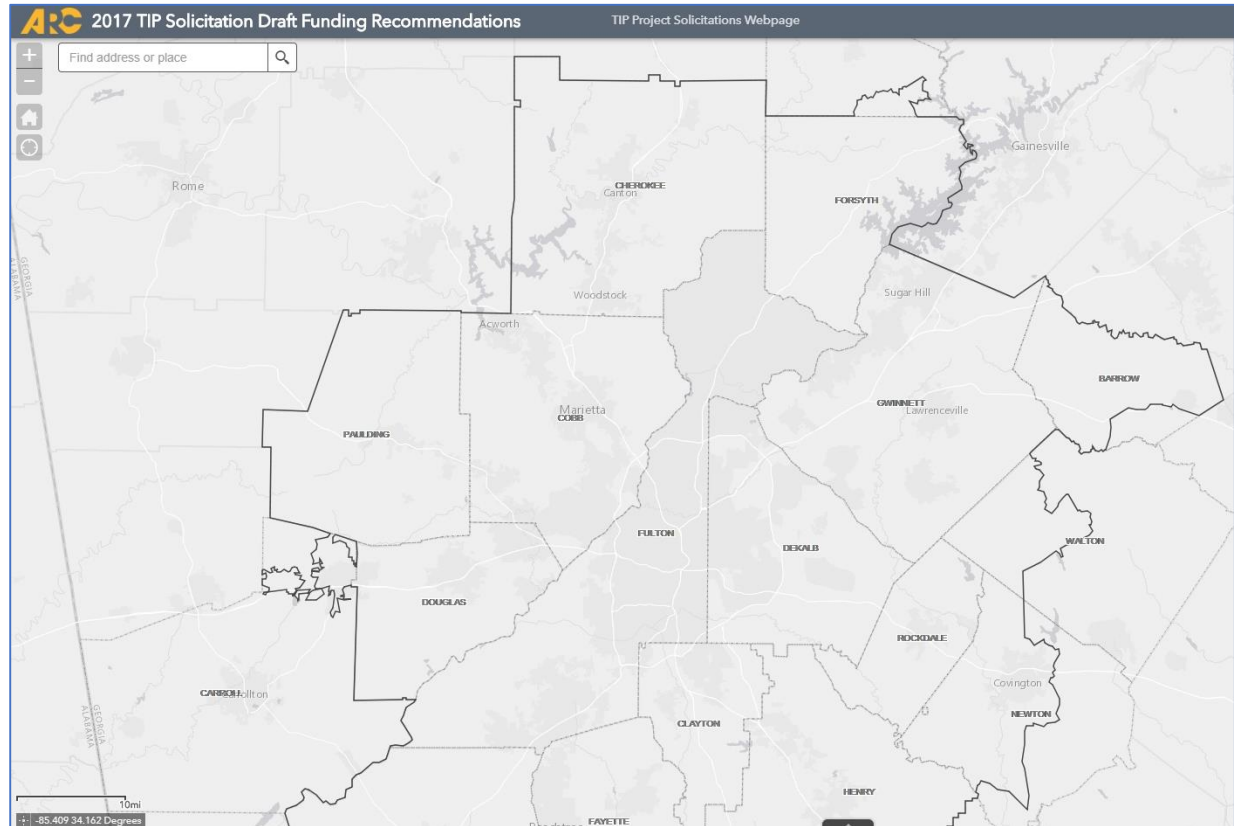 ARC 2017 TIP Solicitation Draft Funding Recommendations TIP Project Solicitations Webpage
+
Find address or place
−
Gainesville
Rome
CHEROKEE
Canton
FORSYTH
GEORGIA
ALABAMA
Sugar Hill
Woodstock
Acworth
BARROW
GWINNETT
Lawrenceville
Marietta
COBB
PAULDING
FULTON
WALTON
DEKALB
DOUGLAS
ROCKDALE
Covington
CARROLL
GEORGIA
ALABAMA
NEWTON
CLAYTON
HENRY
10mi
-85.409 34.162 Degrees
FAYETTE